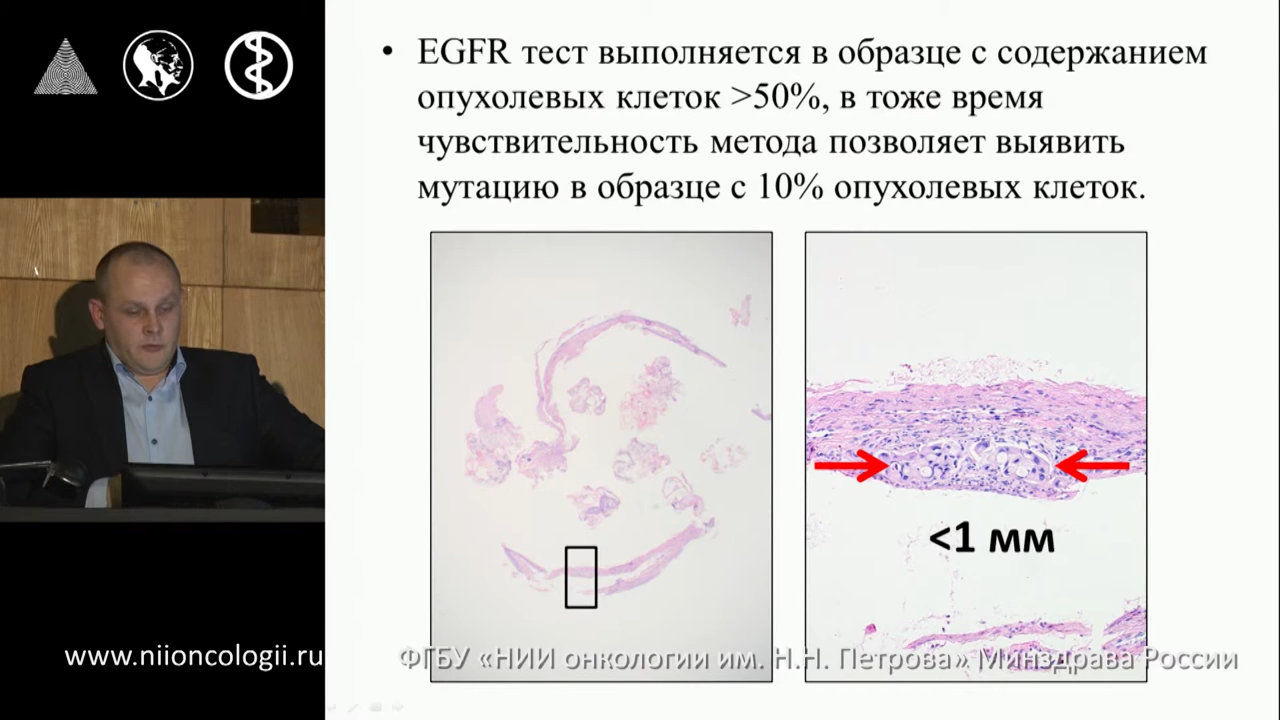 • EGFR тест выполняется в образце с содержанием
опухолевых клеток >50%, в тоже время
чувствительность метода позволяет выявить
мутацию в образце с 10% опухолевых клеток.
<1 мм
www.niioncologii.ru
ФГБУ «НИИ онкологии им. Н.Н. Петрова» Минздрава России